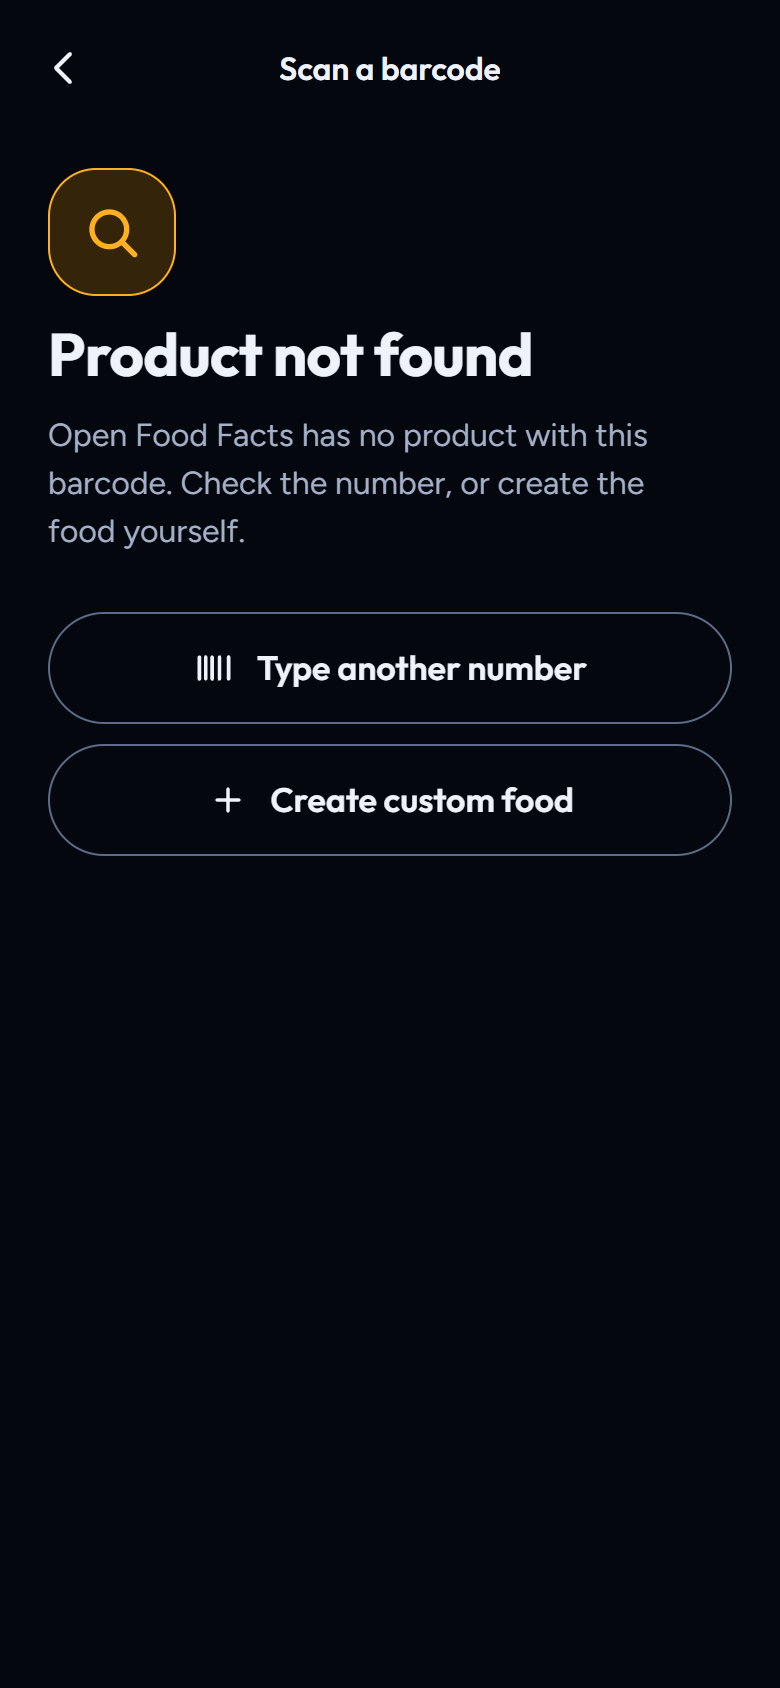 Scan a barcode
Product not found
Open Food Facts has no product with this
barcode. Check the number, or create the
food yourself.
Type another number
Create custom food